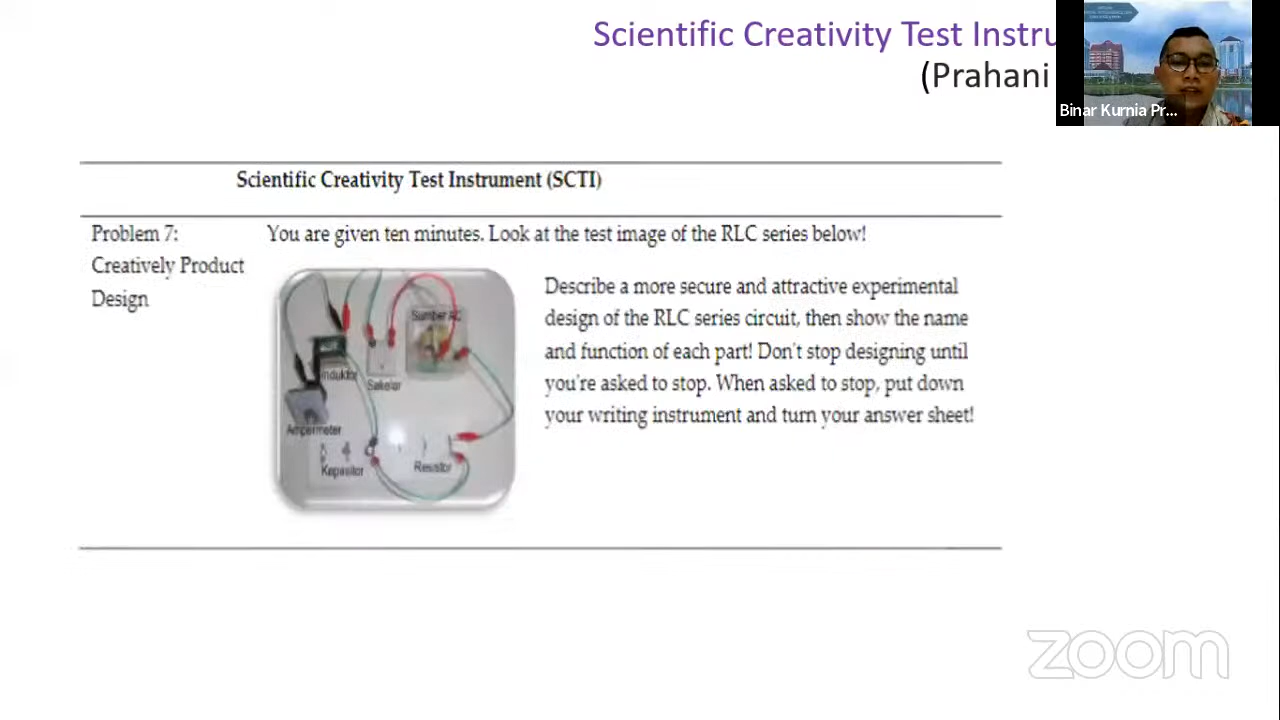 Scientific Creativity Test Instru
(Prahani
Binar Kurnia Pr...
Scientific Creativity Test Instrument (SCTI)
Problem 7:
Creatively Product
Design
You are given ten minutes. Look at the test image of the RLC series below!
Sumber AC
Induktor
Sakelar
Ampermeter
Kapasitor
Resistor
Describe a more secure and attractive experimental
design of the RLC series circuit, then show the name
and function of each part! Don't stop designing until
you're asked to stop. When asked to stop, put down
your writing instrument and turn your answer sheet!
zoom